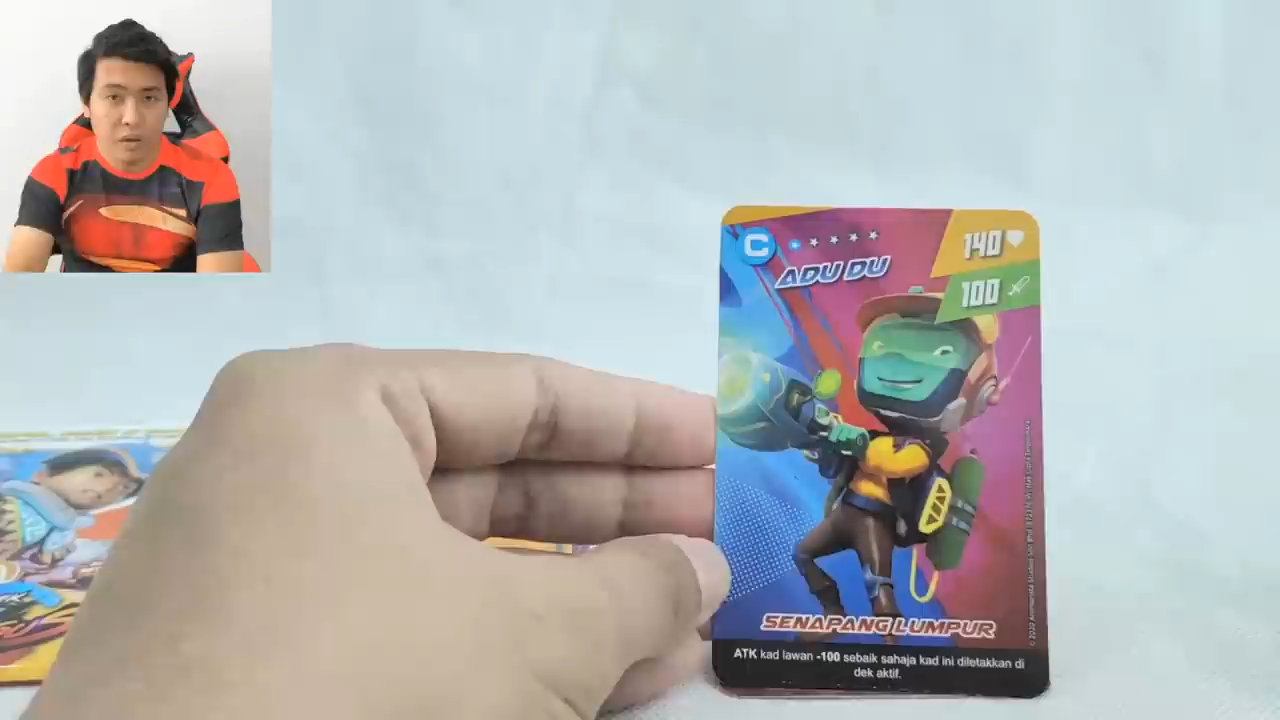 C
ADU DU
140
100
SENAPANG LUMPUR
ATK kad lawan -100 sebaik sahaja kad ini diletakkan di
dek aktif.